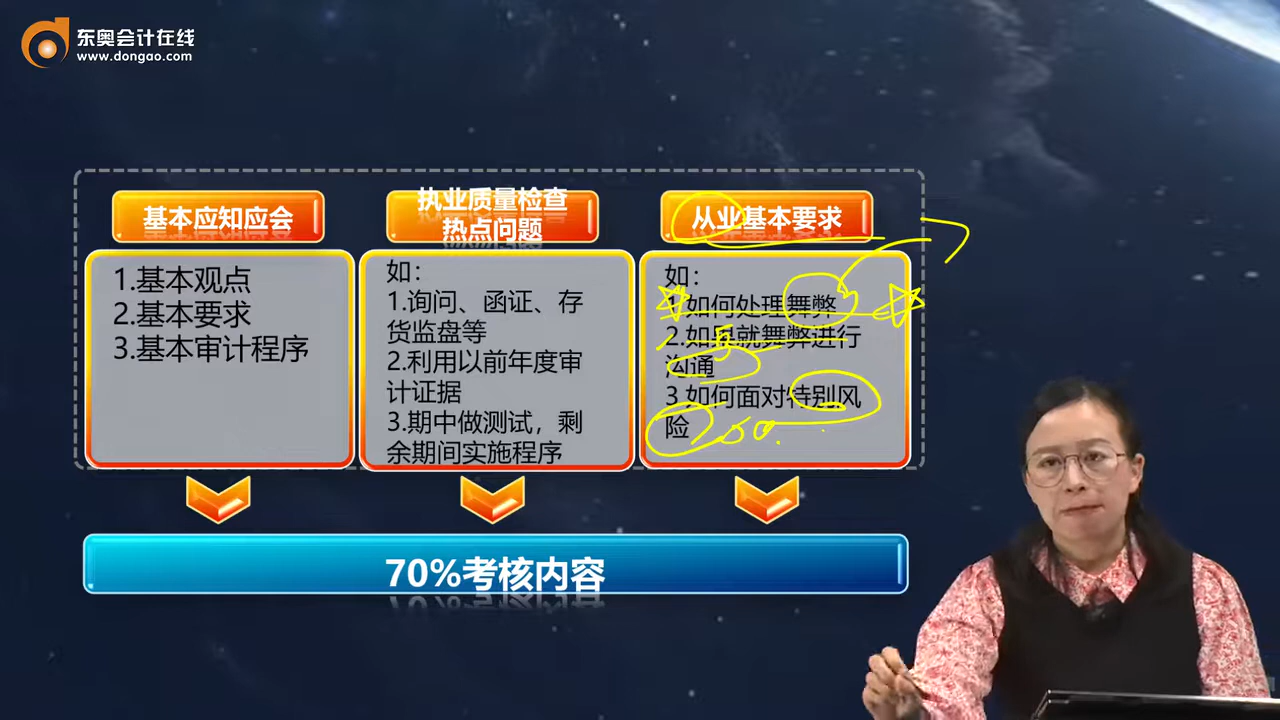 东奥会计在线
www.dongao.com
基本应知应会
1.基本观点
2.基本要求
3.基本审计程序
执业质量检查
热点问题
如：
1.询问、函证、存
货监盘等
2.利用以前年度审
计证据
3.期中做测试，剩
余期间实施程序
从业基本要求
如：
1.如何处理舞弊
2.如果就舞弊进行
沟通
3.如何面对特别风
险
70%考核内容